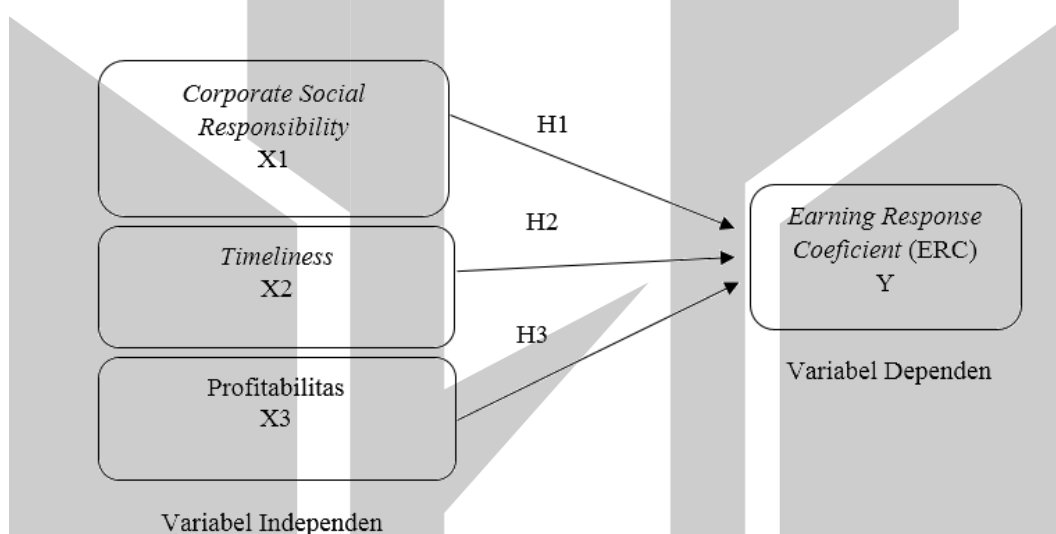 Corporate Social
Responsibility
X1
H1
Timeliness
X2
H2
Profitabilitas
X3
H3
Variabel Independen
Earning Response
Coeficient (ERC)
Y
Variabel Dependen